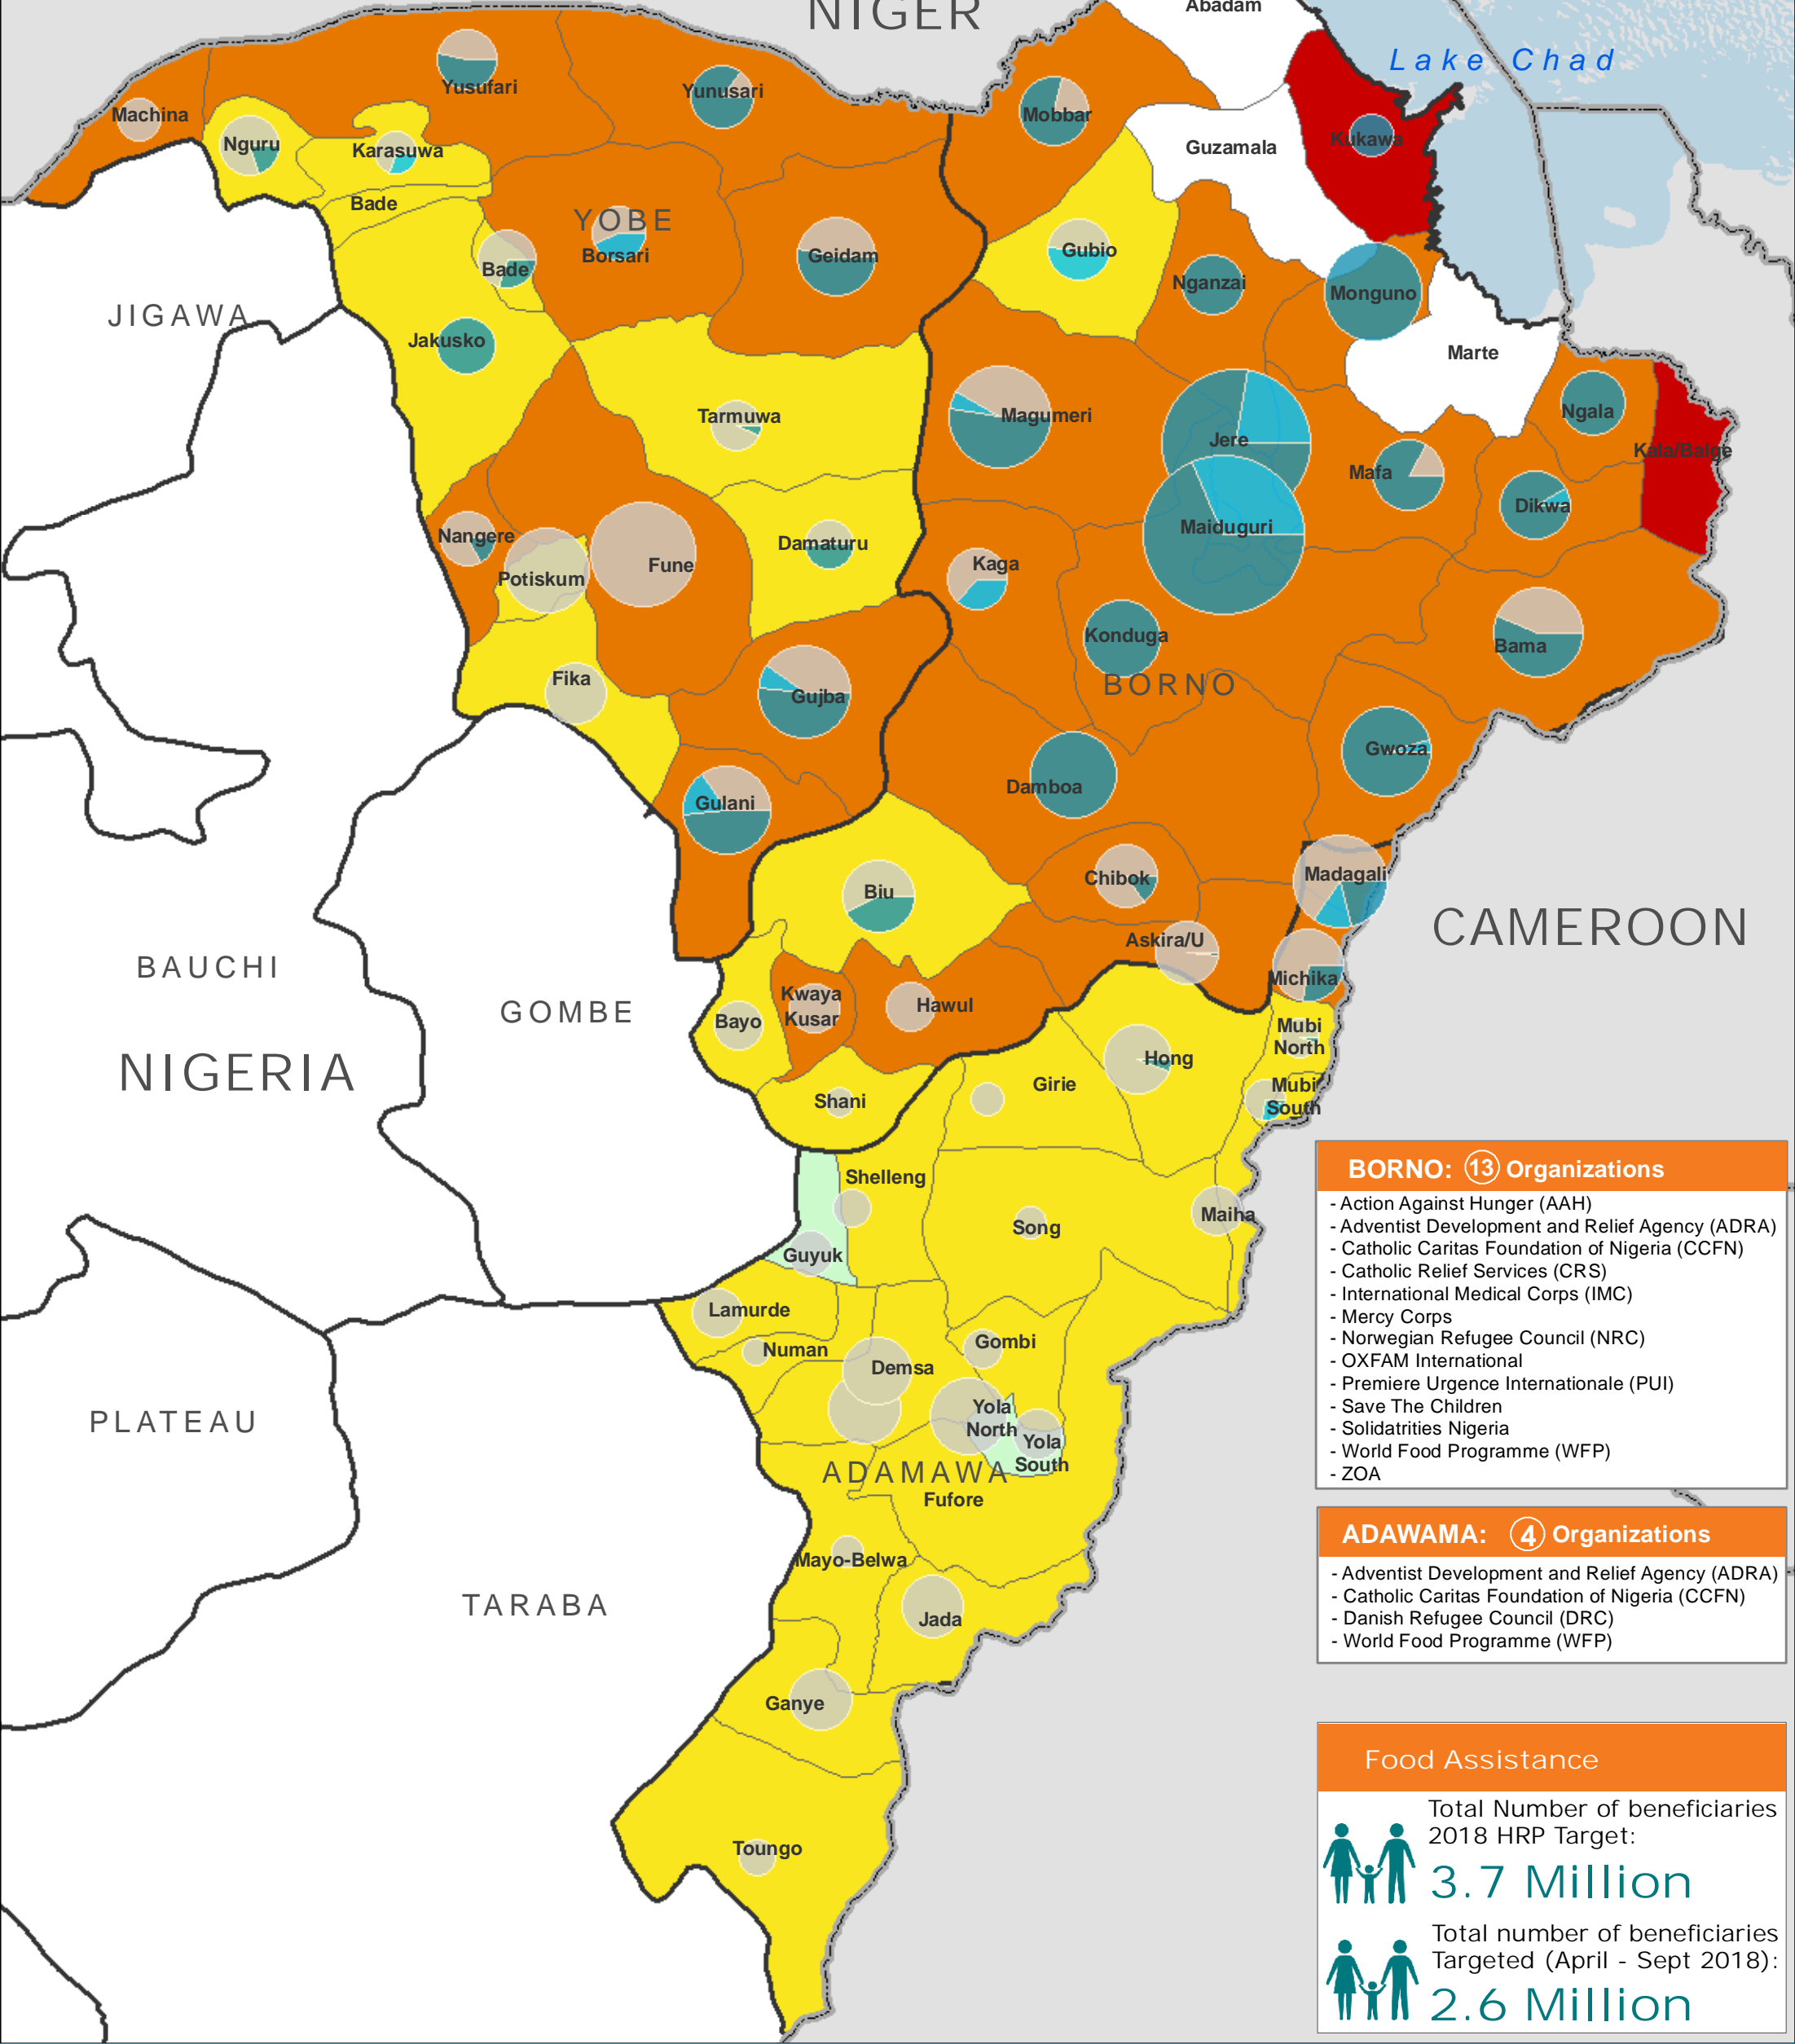 NIGER
Abadam
Lake Chad
Yusufari
Yunusari
Machina
Mobbar
Kukawa
Nguru
Karasuwa
Guzamala
Bade
YOBE
Borsari
Geidam
Gubio
Bade
Nganzai
Monguno
JIGAWA
Jakusko
Marte
Tarmuwa
Magumeri
Ngala
Jere
Kala/Balge
Mafa
Dikwa
Maiduguri
Nangere
Damaturu
Fune
Kaga
Potiskum
Konduga
Bama
Fika
BORNO
Gujba
Gwoza
Damboa
Gulani
Madagali
Chibok
Biu
CAMEROON
Askira/U
BAUCHI
Michika
Kwaya
Kusar
Hawul
GOMBE
Bayo
Mubi
North
NIGERIA
Hong
Girie
Mubi
South
Shani
Shelleng
Maiha
Song
Guyuk
Lamurde
Numan
Gombi
Demsa
Yola
North
PLATEAU
Yola
South
ADAMAWA
Fufore
Mayo-Belwa
TARABA
Jada
Ganye
Toungo
BORNO: 13 Organizations
- Action Against Hunger (AAH)
- Adventist Development and Relief Agency (ADRA)
- Catholic Caritas Foundation of Nigeria (CCFN)
- Catholic Relief Services (CRS)
- International Medical Corps (IMC)
- Mercy Corps
- Norwegian Refugee Council (NRC)
- OXFAM International
- Premiere Urgence Internationale (PUI)
- Save The Children
- Solidatrities Nigeria
- World Food Programme (WFP)
- ZOA
ADAWAMA: 4 Organizations
- Adventist Development and Relief Agency (ADRA)
- Catholic Caritas Foundation of Nigeria (CCFN)
- Danish Refugee Council (DRC)
- World Food Programme (WFP)
Food Assistance
Total Number of beneficiaries
2018 HRP Target:
3.7 Million
Total number of beneficiaries
Targeted (April - Sept 2018):
2.6 Million